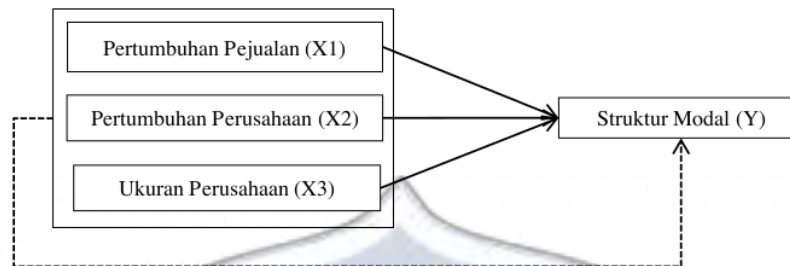 Pertumbuhan Pejualan (X1)
Pertumbuhan Perusahaan (X2)
Struktur Modal (Y)
Ukuran Perusahaan (X3)